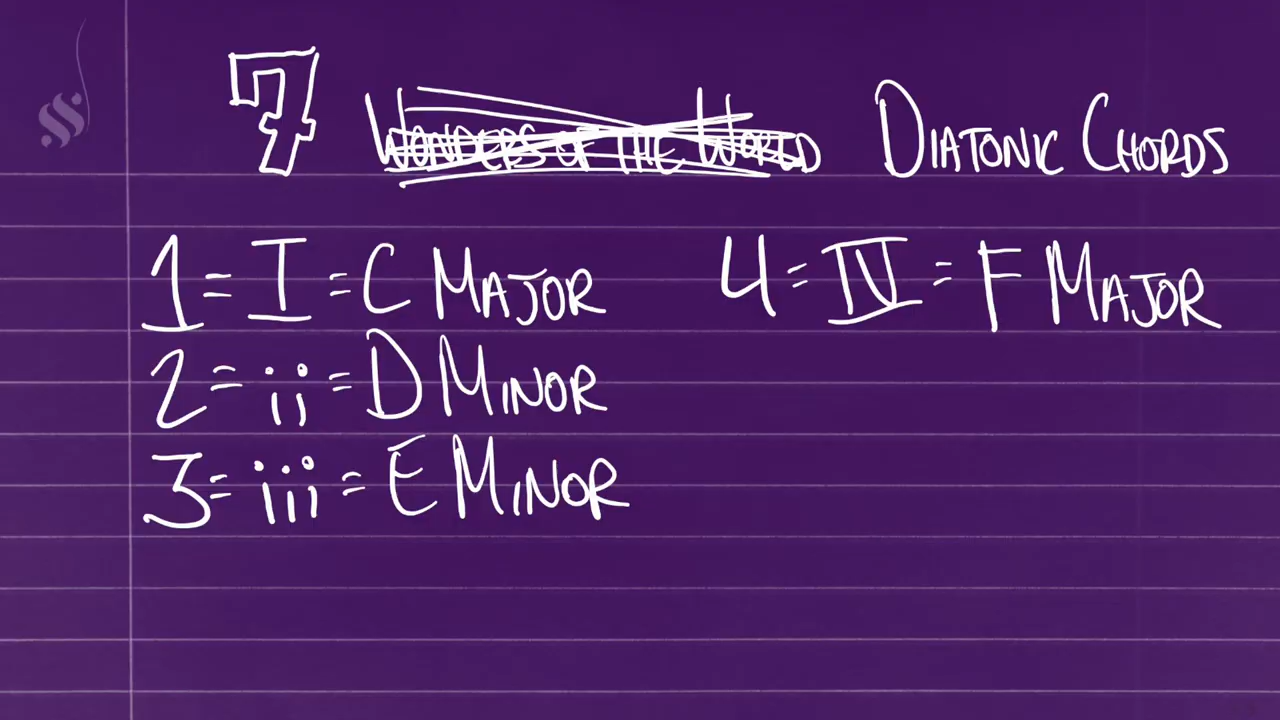 7 Wonders of the World Diatonic Chords
1 = I = C Major
2 = ii = D Minor
3 = iii = E Minor
4 = IV = F Major